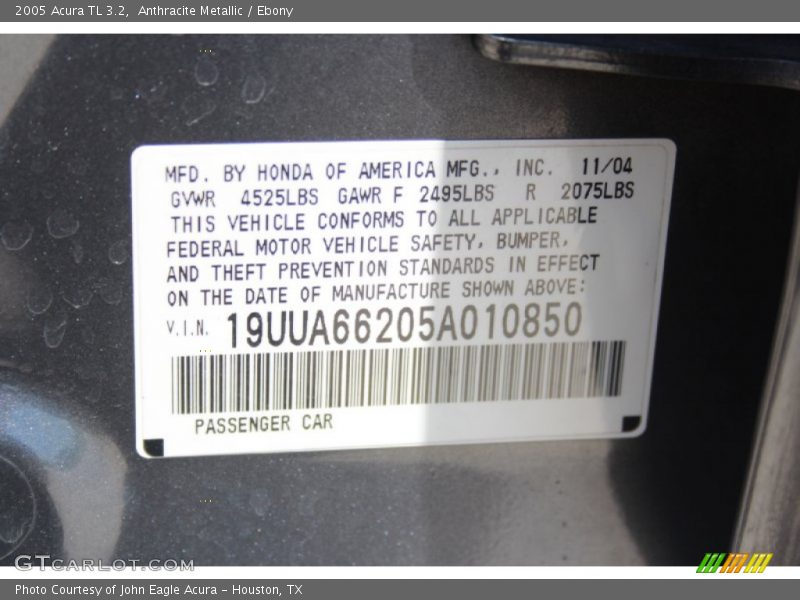 2005 Acura TL 3.2,  Anthracite Metallic / Ebony
MFD. BY HONDA OF AMERICA MFG., INC. 11/04
GVWR 4525LBS GAWR F 2495LBS R 2075LBS
THIS VEHICLE CONFORMS TO ALL APPLICABLE
FEDERAL MOTOR VEHICLE SAFETY, BUMPER,
AND THEFT PREVENTION STANDARDS IN EFFECT
ON THE DATE OF MANUFACTURE SHOWN ABOVE:
V.I.N. 19UUA66205A010850
PASSENGER CAR
GTCARLOT.COM
Photo Courtesy of John Eagle Acura - Houston, TX